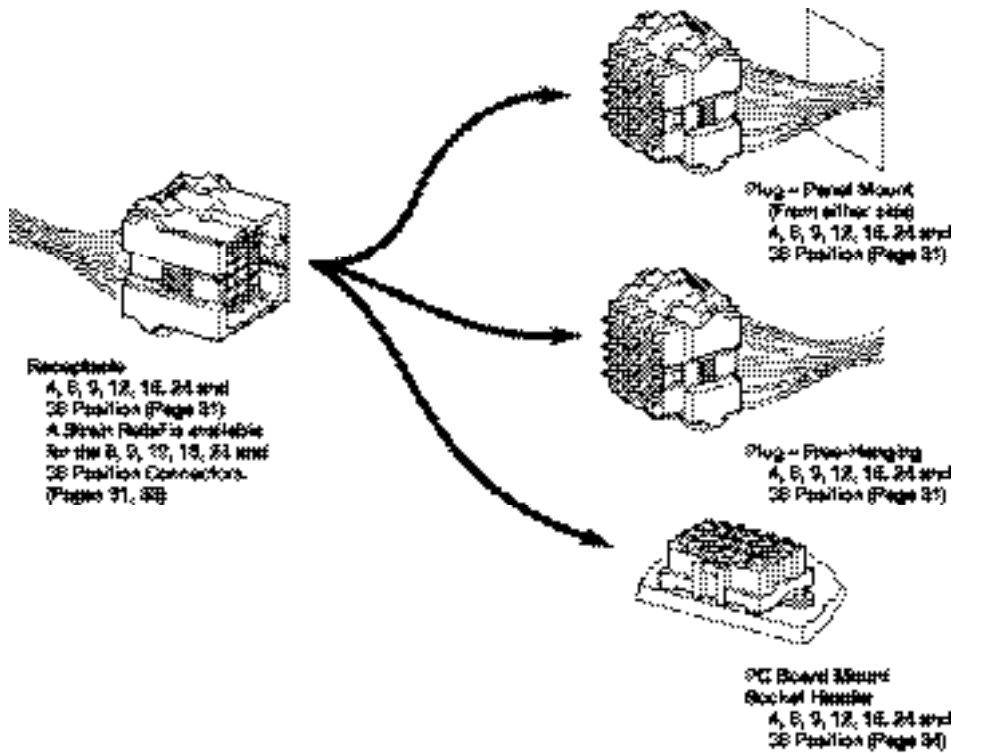 Receptacle
4, 6, 9, 12, 15, 24 and
36 Position (Page 31)
A Strain Relief is available
for the 6, 9, 12, 15, 24 and
36 Position Connectors.
(Pages 31, 33)
Plug – Panel Mount
(From either side)
4, 6, 9, 12, 15, 24 and
36 Position (Page 31)
Plug – Free-Hanging
4, 6, 9, 12, 15, 24 and
36 Position (Page 31)
PC Board Mount
Socket Header
4, 6, 9, 12, 15, 24 and
36 Position (Page 34)